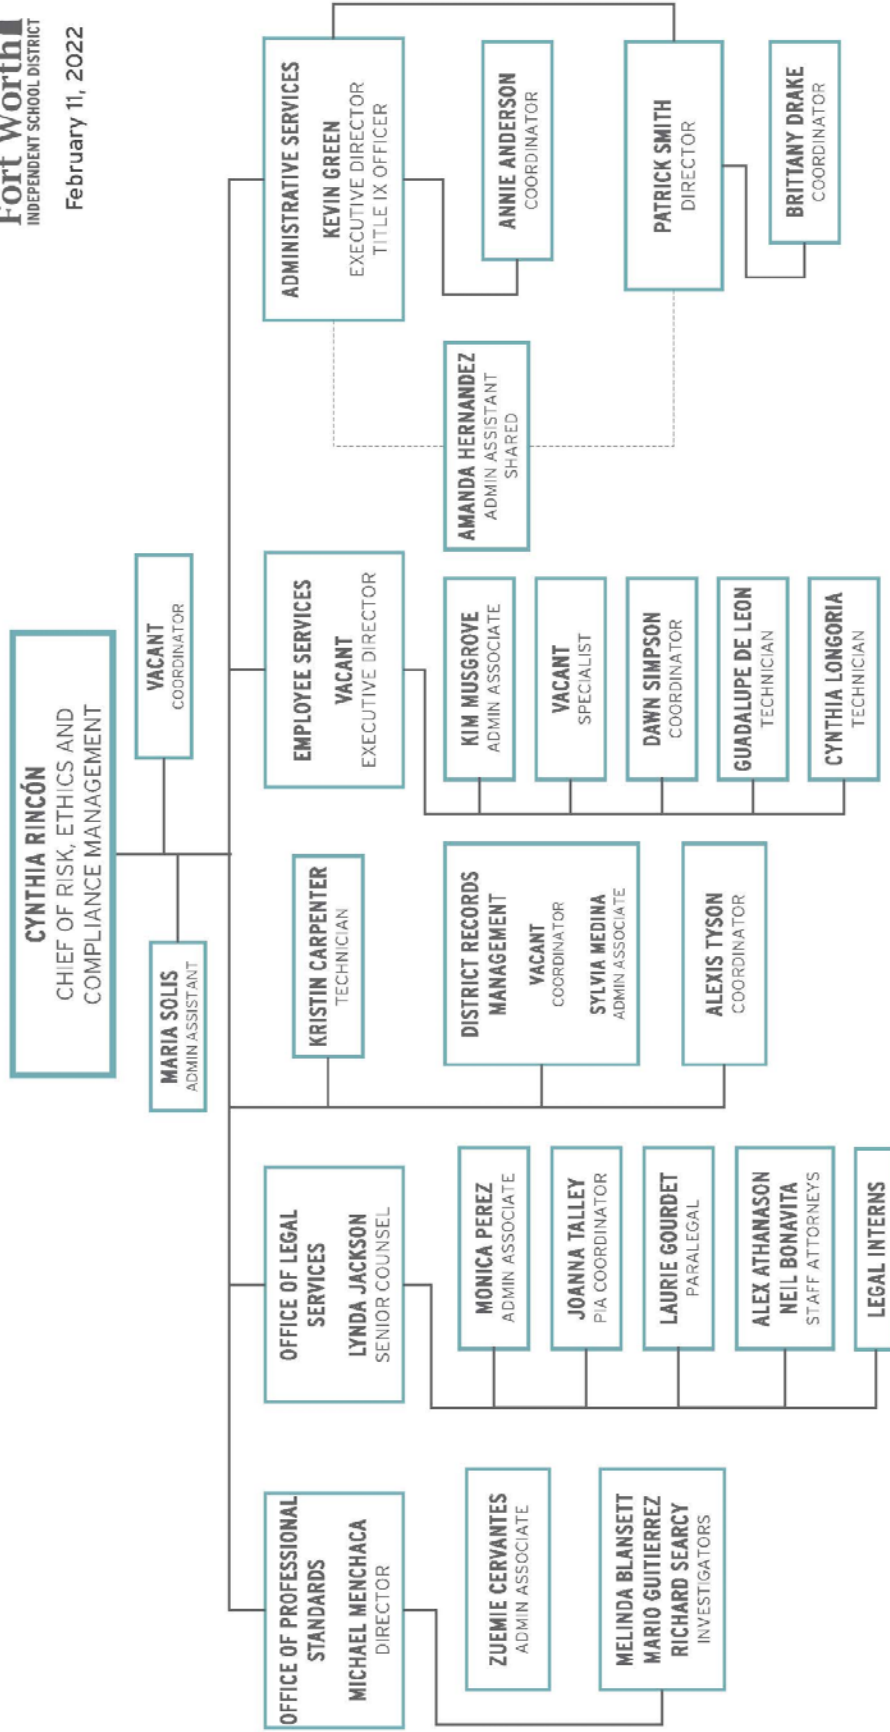 Fort Worth
INDEPENDENT SCHOOL DISTRICT
February 11, 2022
CYNTHIA RINCÓN
CHIEF OF RISK, ETHICS AND
COMPLIANCE MANAGEMENT
MARIA SOLIS
ADMIN ASSISTANT
VACANT
COORDINATOR
OFFICE OF PROFESSIONAL
STANDARDS
MICHAEL MENCHACA
DIRECTOR
ZUEMIE CERVANTES
ADMIN ASSOCIATE
MELINDA BLANSETT
MARIO GUITIERREZ
RICHARD SEARCY
INVESTIGATORS
OFFICE OF LEGAL
SERVICES
LYNDA JACKSON
SENIOR COUNSEL
MONICA PEREZ
ADMIN ASSOCIATE
JOANNA TALLEY
PIA COORDINATOR
LAURIE GOURDET
PARALEGAL
ALEX ATHANASON
NEIL BONAVITA
STAFF ATTORNEYS
LEGAL INTERNS
KRISTIN CARPENTER
TECHNICIAN
DISTRICT RECORDS
MANAGEMENT
VACANT
COORDINATOR
SYLVIA MEDINA
ADMIN ASSOCIATE
ALEXIS TYSON
COORDINATOR
EMPLOYEE SERVICES
VACANT
EXECUTIVE DIRECTOR
KIM MUSGROVE
ADMIN ASSOCIATE
VACANT
SPECIALIST
DAWN SIMPSON
COORDINATOR
GUADALUPE DE LEON
TECHNICIAN
CYNTHIA LONGORIA
TECHNICIAN
ADMINISTRATIVE SERVICES
KEVIN GREEN
EXECUTIVE DIRECTOR
TITLE IX OFFICER
AMANDA HERNANDEZ
ADMIN ASSISTANT
SHARED
ANNIE ANDERSON
COORDINATOR
PATRICK SMITH
DIRECTOR
BRITTANY DRAKE
COORDINATOR